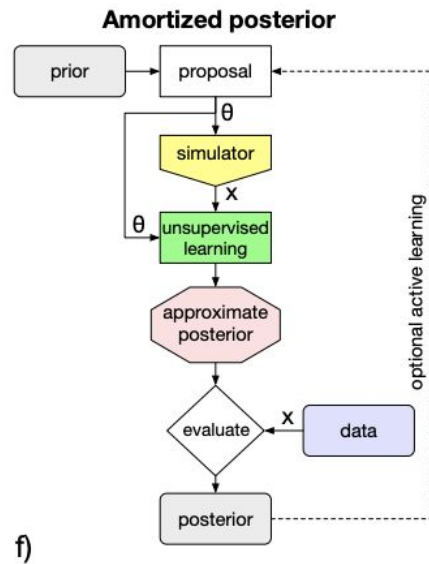 Amortized posterior
prior
proposal
θ
simulator
x
θ
unsupervised
learning
approximate
posterior
evaluate
x
data
posterior
optional active learning
f)